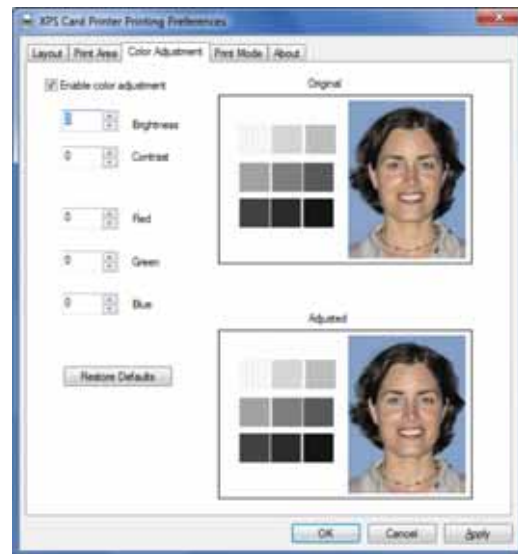 XPS Card Printer Printing Preferences
Layout Print Area Color Adjustment Print Mode About
Enable color adjustment
Original
0 Brightness
0 Contrast
0 Red
0 Green
0 Blue
Adjusted
Restore Defaults
OK Cancel Apply